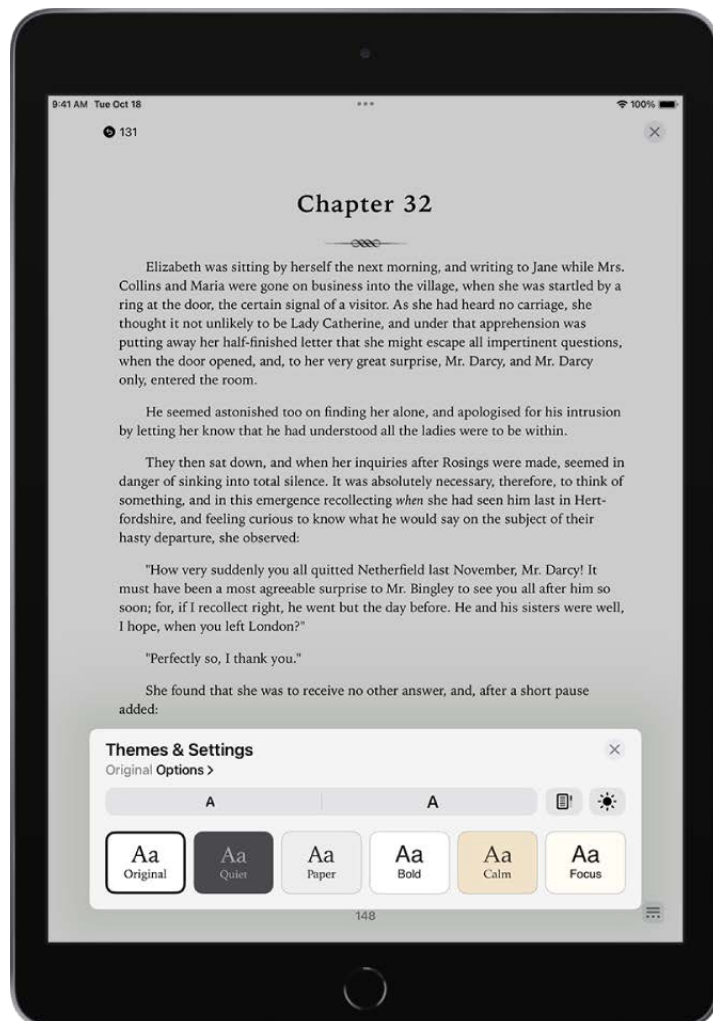 9:41 AM Tue Oct 18
100%
131
Chapter 32
Elizabeth was sitting by herself the next morning, and writing to Jane while Mrs.
Collins and Maria were gone on business into the village, when she was startled by a
ring at the door, the certain signal of a visitor. As she had heard no carriage, she
thought it not unlikely to be Lady Catherine, and under that apprehension was
putting away her half-finished letter that she might escape all impertinent questions,
when the door opened, and, to her very great surprise, Mr. Darcy, and Mr. Darcy
only, entered the room.
He seemed astonished too on finding her alone, and apologised for his intrusion
by letting her know that he had understood all the ladies were to be within.
They then sat down, and when her inquiries after Rosings were made, seemed in
danger of sinking into total silence. It was absolutely necessary, therefore, to think of
something, and in this emergence recollecting when she had seen him last in Hert-
fordshire, and feeling curious to know what he would say on the subject of their
hasty departure, she observed:
"How very suddenly you all quitted Netherfield last November, Mr. Darcy! It
must have been a most agreeable surprise to Mr. Bingley to see you all after him so
soon; for, if I recollect right, he went but the day before. He and his sisters were well,
I hope, when you left London?"
"Perfectly so, I thank you."
She found that she was to receive no other answer, and, after a short pause
added:
Themes & Settings
Original Options >
A A
Aa Aa Aa Aa Aa Aa
Original Quiet Paper Bold Calm Focus
148